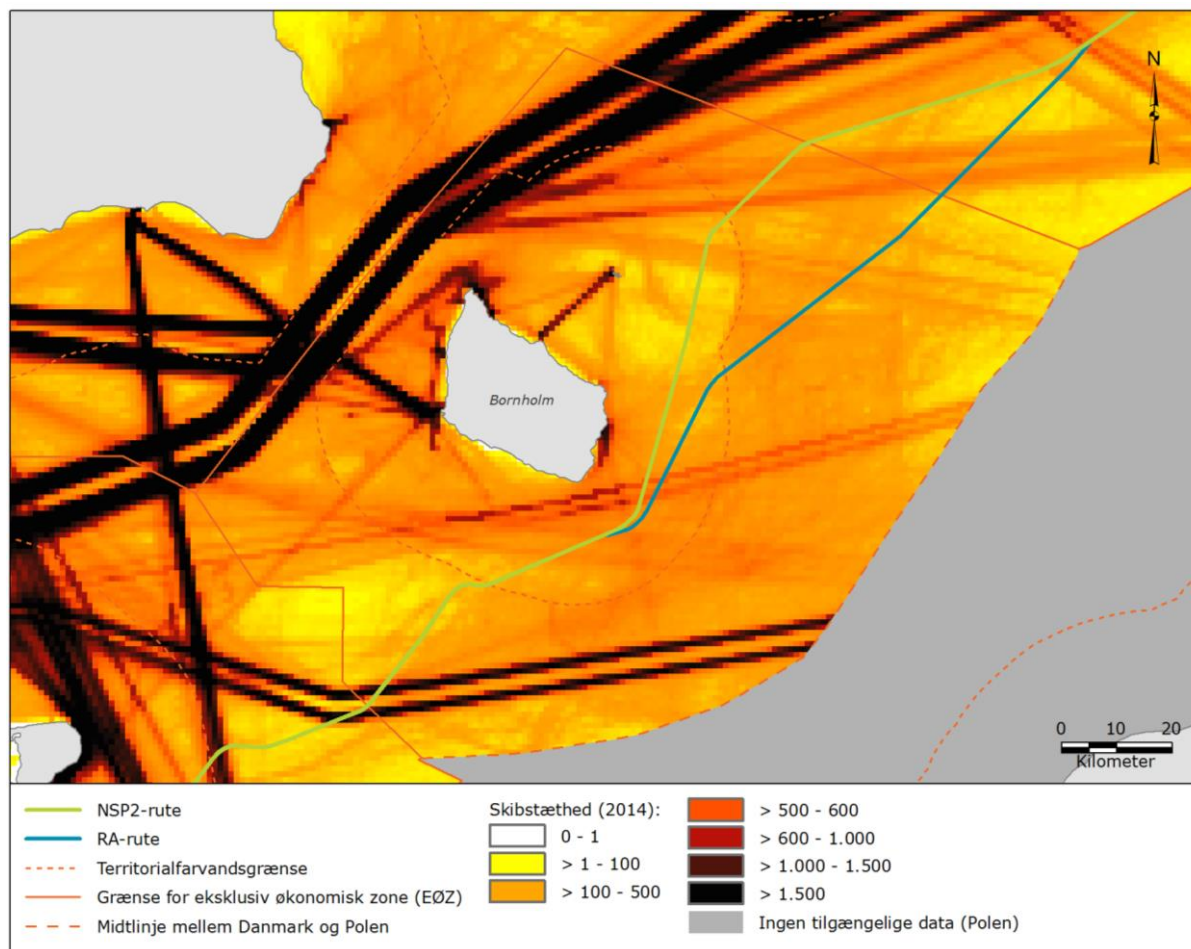 N
Bornholm
0 10 20
Kilometer
NSP2-rute
RA-rute
Territorialfarvandsgrænse
Grænse for eksklusiv økonomisk zone (EØZ)
Midtlinje mellem Danmark og Polen
Skibstæthed (2014):
0 - 1
> 1 - 100
> 100 - 500
> 500 - 600
> 600 - 1.000
> 1.000 - 1.500
> 1.500
Ingen tilgængelige data (Polen)